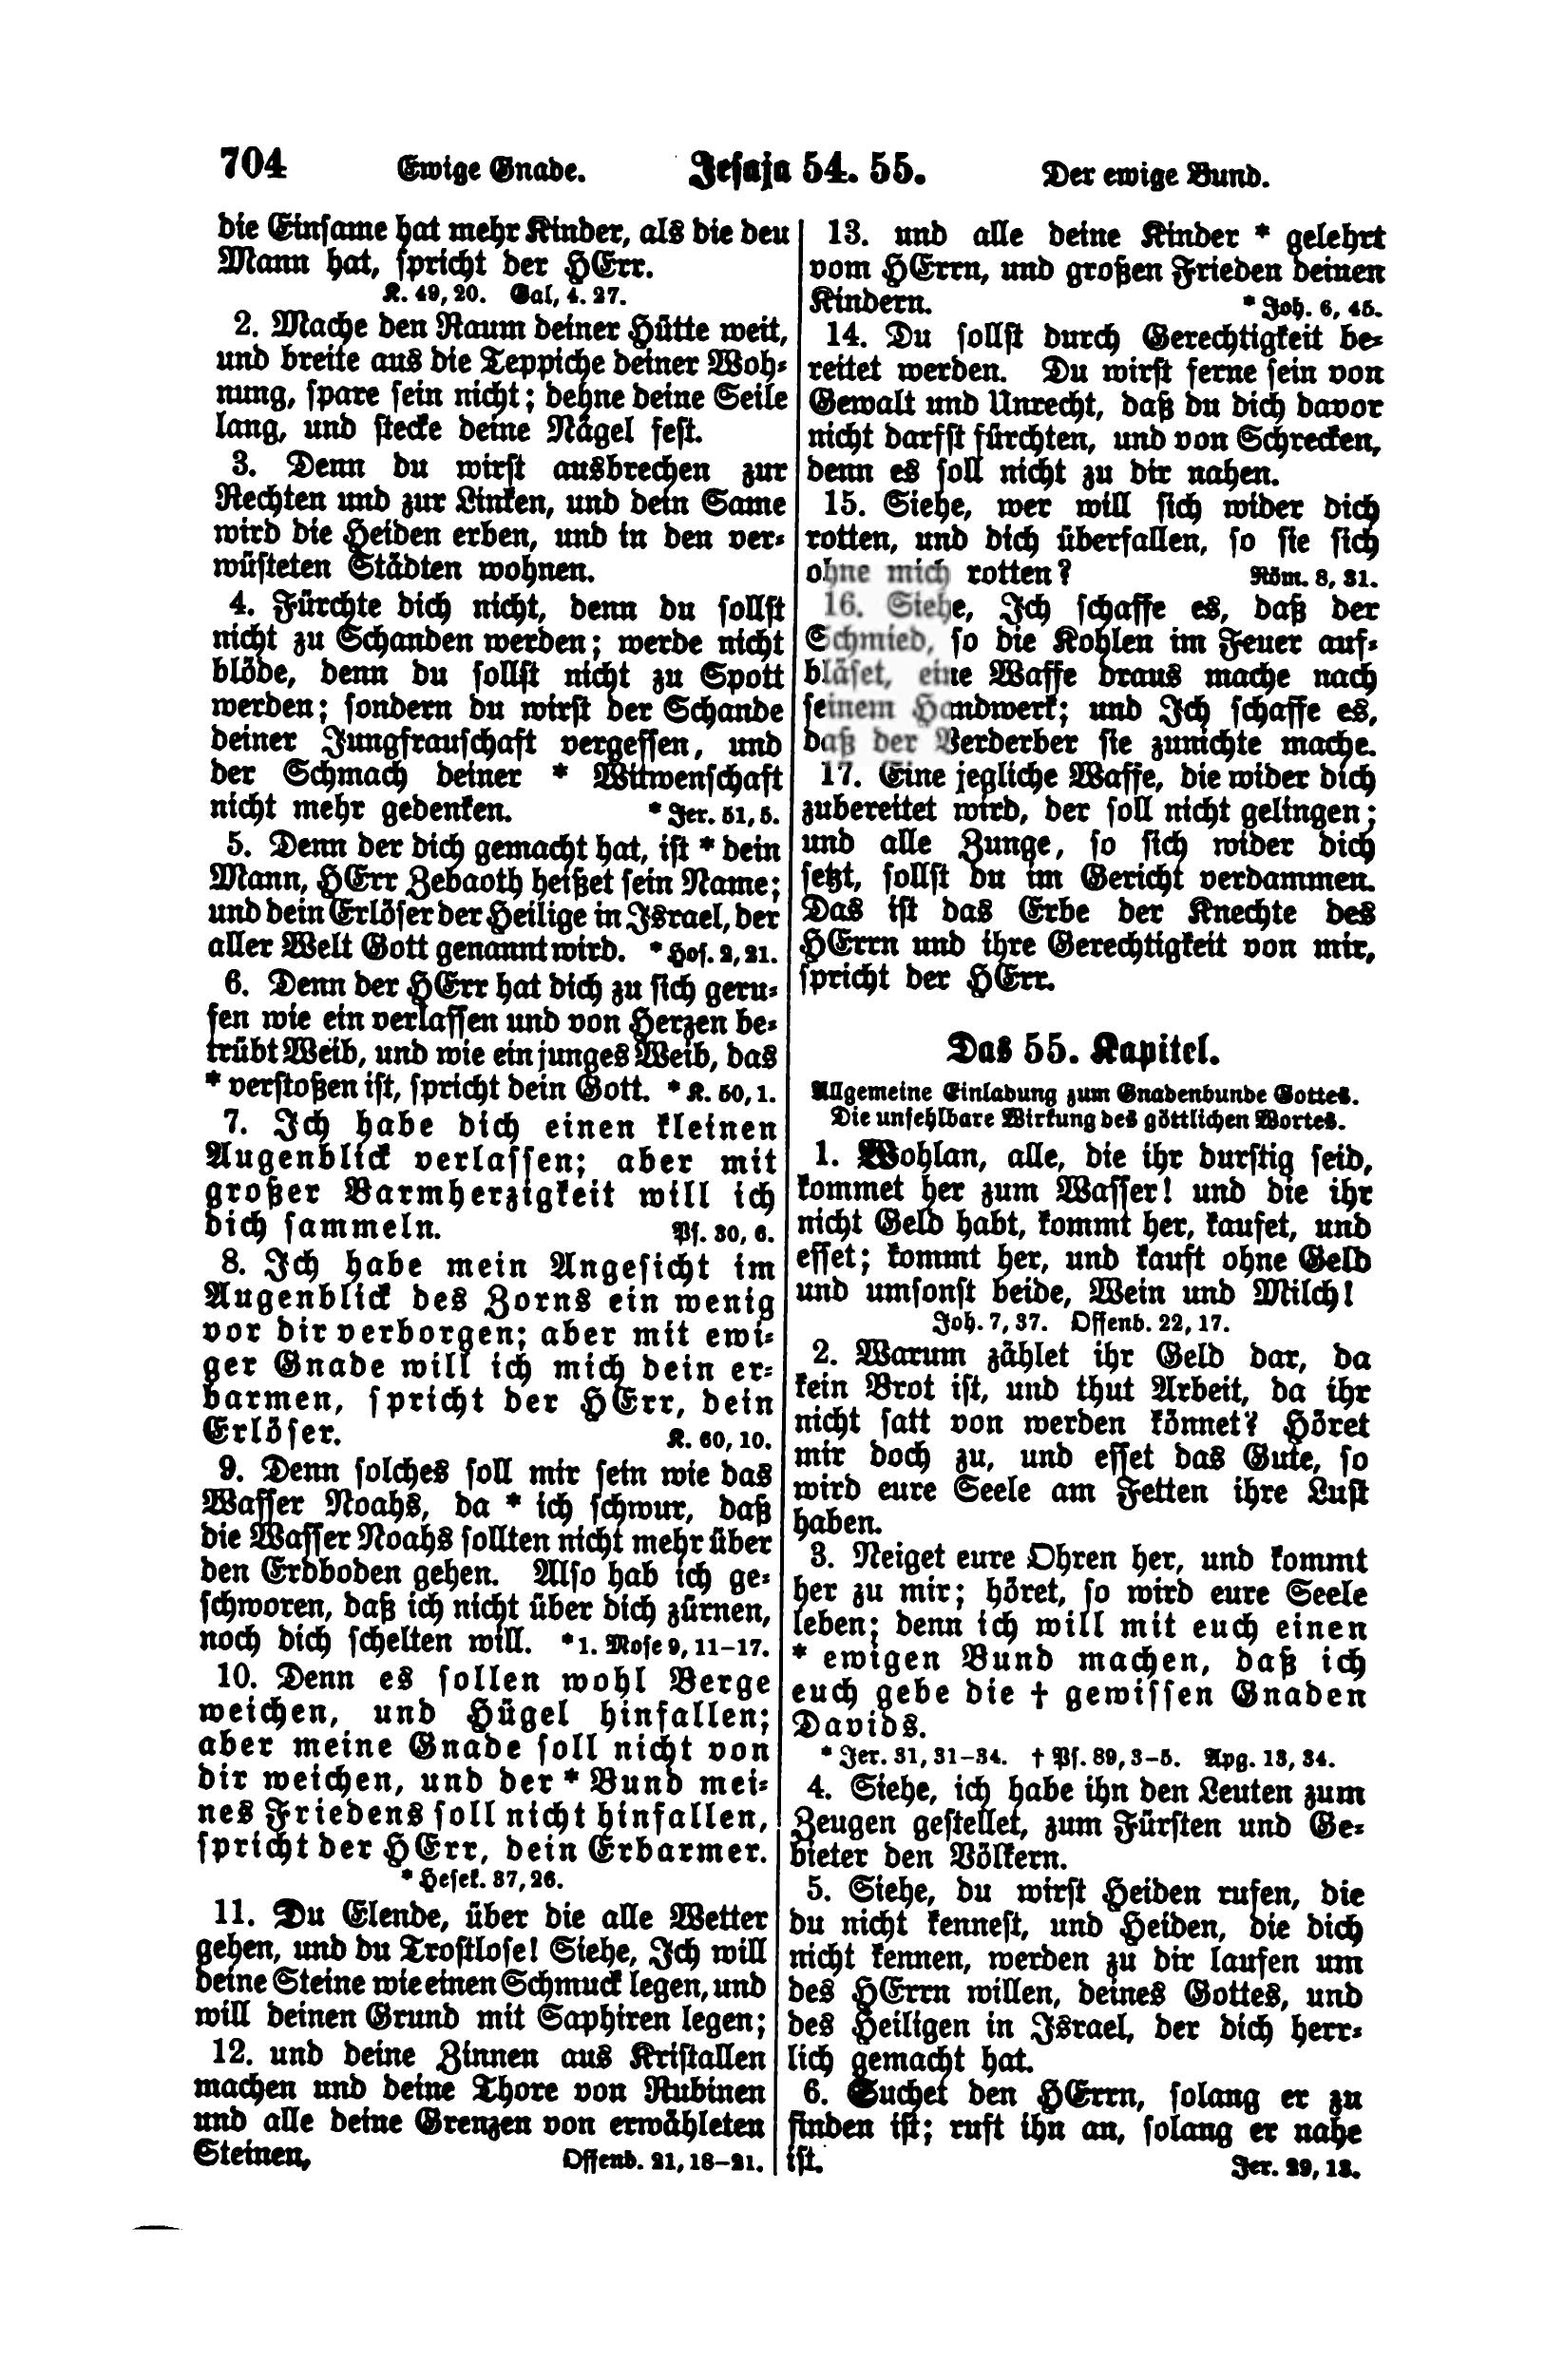 704 Ewige Gnade. Jesaja 54. 55. Der ewige Bund.
die Einsame hat mehr Kinder, als die den
Mann hat, spricht der HErr.
K. 49, 20. Gal, 4. 27.
2. Mache den Raum deiner Hütte weit,
und breite aus die Teppiche deiner Woh-
nung, spare sein nicht; dehne deine Seile
lang, und stecke deine Nägel fest.
3. Denn du wirst ausbrechen zur
Rechten und zur Linken, und dein Same
wird die Heiden erben, und in den ver-
wüsteten Städten wohnen.
4. Fürchte dich nicht, denn du sollst
nicht zu Schanden werden; werde nicht
blöde, denn du sollst nicht zu Spott
werden; sondern du wirst der Schande
deiner Jungfrauschaft vergessen, und
der Schmach deiner * Witwenschaft
nicht mehr gedenken. * Jer. 51, 5.
5. Denn der dich gemacht hat, ist * dein
Mann, HErr Zebaoth heißet sein Name;
und dein Erlöser der Heilige in Israel, der
aller Welt Gott genannt wird. * Hos. 2, 21.
6. Denn der HErr hat dich zu sich geru-
fen wie ein verlassen und von Herzen be-
trübt Weib, und wie ein junges Weib, das
* verstoßen ist, spricht dein Gott. * K. 50, 1.
7. Ich habe dich einen kleinen
Augenblick verlassen; aber mit
großer Barmherzigkeit will ich
dich sammeln. Ps. 30, 6.
8. Ich habe mein Angesicht im
Augenblick des Zorns ein wenig
vor dir verborgen; aber mit ewi-
ger Gnade will ich mich dein er-
barmen, spricht der HErr, dein
Erlöser. K. 60, 10.
9. Denn solches soll mir sein wie das
Wasser Noahs, da * ich schwur, daß
die Wasser Noahs sollten nicht mehr über
den Erdboden gehen. Also hab ich ge-
schworen, daß ich nicht über dich zürnen,
noch dich schelten will. * 1. Mose 9, 11–17.
10. Denn es sollen wohl Berge
weichen, und Hügel hinfallen;
aber meine Gnade soll nicht von
dir weichen, und der * Bund mei-
nes Friedens soll nicht hinfallen,
spricht der HErr, dein Erbarmer.
* Hesek. 37, 26.
11. Du Elende, über die alle Wetter
gehen, und du Trostlose! Siehe, Ich will
deine Steine wie einen Schmuck legen, und
will deinen Grund mit Saphiren legen;
12. und deine Zinnen aus Kristallen
machen und deine Thore von Rubinen
und alle deine Grenzen von erwähleten
Steinen, Offenb. 21, 18–21.
13. und alle deine Kinder * gelehrt
vom HErrn, und großen Frieden deinen
Kindern. * Joh. 6, 45.
14. Du sollst durch Gerechtigkeit be-
reitet werden. Du wirst ferne sein von
Gewalt und Unrecht, daß du dich davor
nicht darfst fürchten, und von Schrecken,
denn es soll nicht zu dir nahen.
15. Siehe, wer will sich wider dich
rotten, und dich überfallen, so sie sich
ohne mich rotten? Röm. 8, 31.
16. Siehe, Ich schaffe es, daß der
Schmied, so die Kohlen im Feuer auf-
bläset, eine Waffe draus mache nach
seinem Handwerk; und Ich schaffe es,
daß der Verderber sie zunichte mache.
17. Eine jegliche Waffe, die wider dich
zubereitet wird, der soll nicht gelingen;
und alle Zunge, so sich wider dich
setzt, sollst du im Gericht verdammen.
Das ist das Erbe der Knechte des
HErrn und ihre Gerechtigkeit von mir,
spricht der HErr.
Das 55. Kapitel.
Allgemeine Einladung zum Gnadenbunde Gottes.
Die unfehlbare Wirkung des göttlichen Wortes.
1. Wohlan, alle, die ihr durstig seid,
kommet her zum Wasser! und die ihr
nicht Geld habt, kommt her, kaufet, und
esset; kommt her, und kauft ohne Geld
und umsonst beide, Wein und Milch!
Joh. 7, 37. Offenb. 22, 17.
2. Warum zählet ihr Geld dar, da
kein Brot ist, und thut Arbeit, da ihr
nicht satt von werden könnet? Höret
mir doch zu, und esset das Gute, so
wird eure Seele am Fetten ihre Lust
haben.
3. Neiget eure Ohren her, und kommt
her zu mir; höret, so wird eure Seele
leben; denn ich will mit euch einen
* ewigen Bund machen, daß ich
euch gebe die † gewissen Gnaden
Davids.
* Jer. 31, 31–34. † Ps. 89, 3–5. Apg. 13, 34.
4. Siehe, ich habe ihn den Leuten zum
Zeugen gestellet, zum Fürsten und Ge-
bieter den Völkern.
5. Siehe, du wirst Heiden rufen, die
du nicht kennest, und Heiden, die dich
nicht kennen, werden zu dir laufen um
des HErrn willen, deines Gottes, und
des Heiligen in Israel, der dich herr-
lich gemacht hat.
6. Suchet den HErrn, solang er zu
finden ist; ruft ihn an, solang er nahe
ist. Jer. 29, 13.